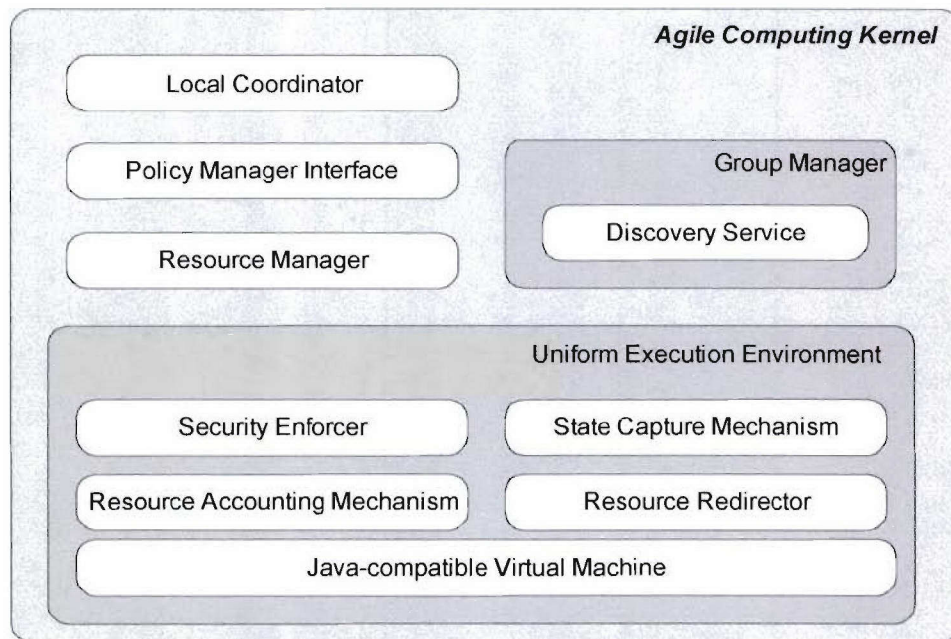 Agile Computing Kernel
Local Coordinator
Policy Manager Interface
Resource Manager
Group Manager
Discovery Service
Uniform Execution Environment
Security Enforcer
State Capture Mechanism
Resource Accounting Mechanism
Resource Redirector
Java-compatible Virtual Machine